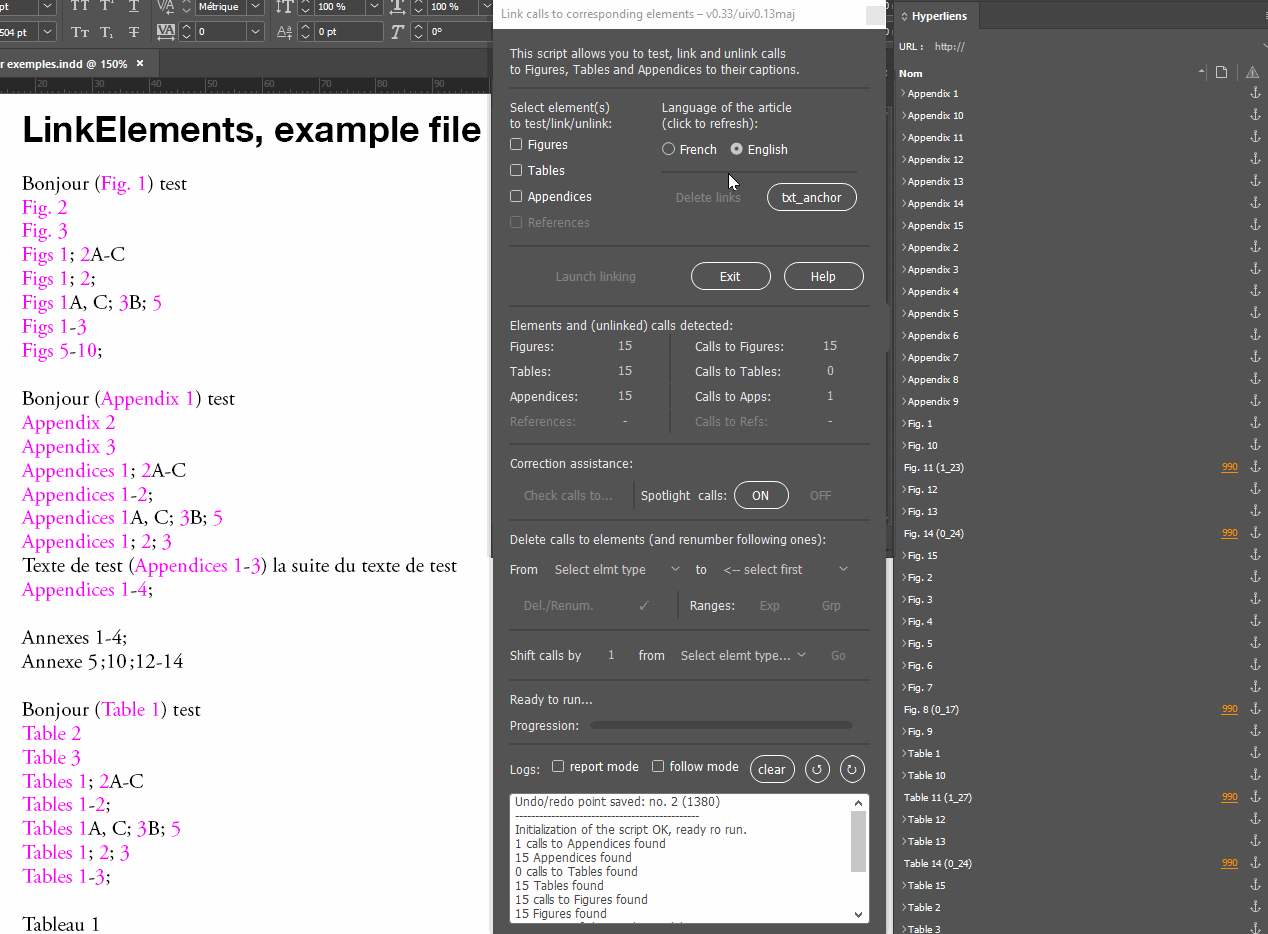 pt
Métrique
100 %
100 %
504 pt
0
0 pt
0°
r exemples.indd @ 150% ×
20 30 40 50 60 70 80 90
LinkElements, example file
Bonjour (Fig. 1) test
Fig. 2
Fig. 3
Figs 1; 2A-C
Figs 1; 2;
Figs 1A, C; 3B; 5
Figs 1-3
Figs 5-10;
Bonjour (Appendix 1) test
Appendix 2
Appendix 3
Appendices 1; 2A-C
Appendices 1-2;
Appendices 1A, C; 3B; 5
Appendices 1; 2; 3
Texte de test (Appendices 1-3) la suite du texte de test
Appendices 1-4;
Annexes 1-4;
Annexe 5;10;12-14
Bonjour (Table 1) test
Table 2
Table 3
Tables 1; 2A-C
Tables 1-2;
Tables 1A, C; 3B; 5
Tables 1; 2; 3
Tables 1-3;
Tableau 1
Link calls to corresponding elements – v0.33/uiv0.13maj
This script allows you to test, link and unlink calls
to Figures, Tables and Appendices to their captions.
Select element(s)
to test/link/unlink:
Figures
Tables
Appendices
References
Language of the article
(click to refresh):
French English
Delete links txt_anchor
Launch linking Exit Help
Elements and (unlinked) calls detected:
Figures: 15 Calls to Figures: 15
Tables: 15 Calls to Tables: 0
Appendices: 15 Calls to Apps: 1
References: - Calls to Refs: -
Correction assistance:
Check calls to... Spotlight calls: ON OFF
Delete calls to elements (and renumber following ones):
From Select elmt type to <-- select first
Del./Renum. ✓ Ranges: Exp Grp
Shift calls by 1 from Select elemt type... Go
Ready to run...
Progression:
Logs: report mode follow mode clear ↺ ↻
Undo/redo point saved: no. 2 (1380)
----------------------------------------------
Initialization of the script OK, ready ro run.
1 calls to Appendices found
15 Appendices found
0 calls to Tables found
15 Tables found
15 calls to Figures found
15 Figures found
Hyperliens
URL : http://
Nom
Appendix 1
Appendix 10
Appendix 11
Appendix 12
Appendix 13
Appendix 14
Appendix 15
Appendix 2
Appendix 3
Appendix 4
Appendix 5
Appendix 6
Appendix 7
Appendix 8
Appendix 9
Fig. 1
Fig. 10
Fig. 11 (1_23) 990
Fig. 12
Fig. 13
Fig. 14 (0_24) 990
Fig. 15
Fig. 2
Fig. 3
Fig. 4
Fig. 5
Fig. 6
Fig. 7
Fig. 8 (0_17) 990
Fig. 9
Table 1
Table 10
Table 11 (1_27) 990
Table 12
Table 13
Table 14 (0_24) 990
Table 15
Table 2
Table 3